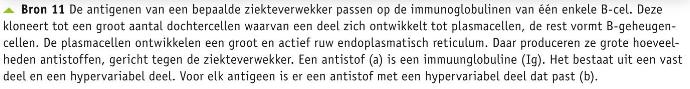 Bron 11 De antigenen van een bepaalde ziekteverwekker passen op de immunoglobulinen van één enkele B-cel. Deze
kloneert tot een groot aantal dochtercellen waarvan een deel zich ontwikkelt tot plasmacellen, de rest vormt B-geheugen-
cellen. De plasmacellen ontwikkelen een groot en actief ruw endoplasmatisch reticulum. Daar produceren ze grote hoeveel-
heden antistoffen, gericht tegen de ziekteverwekker. Een antistof (a) is een immuunglobuline (Ig). Het bestaat uit een vast
deel en een hypervariabel deel. Voor elk antigeen is er een antistof met een hypervariabel deel dat past (b).